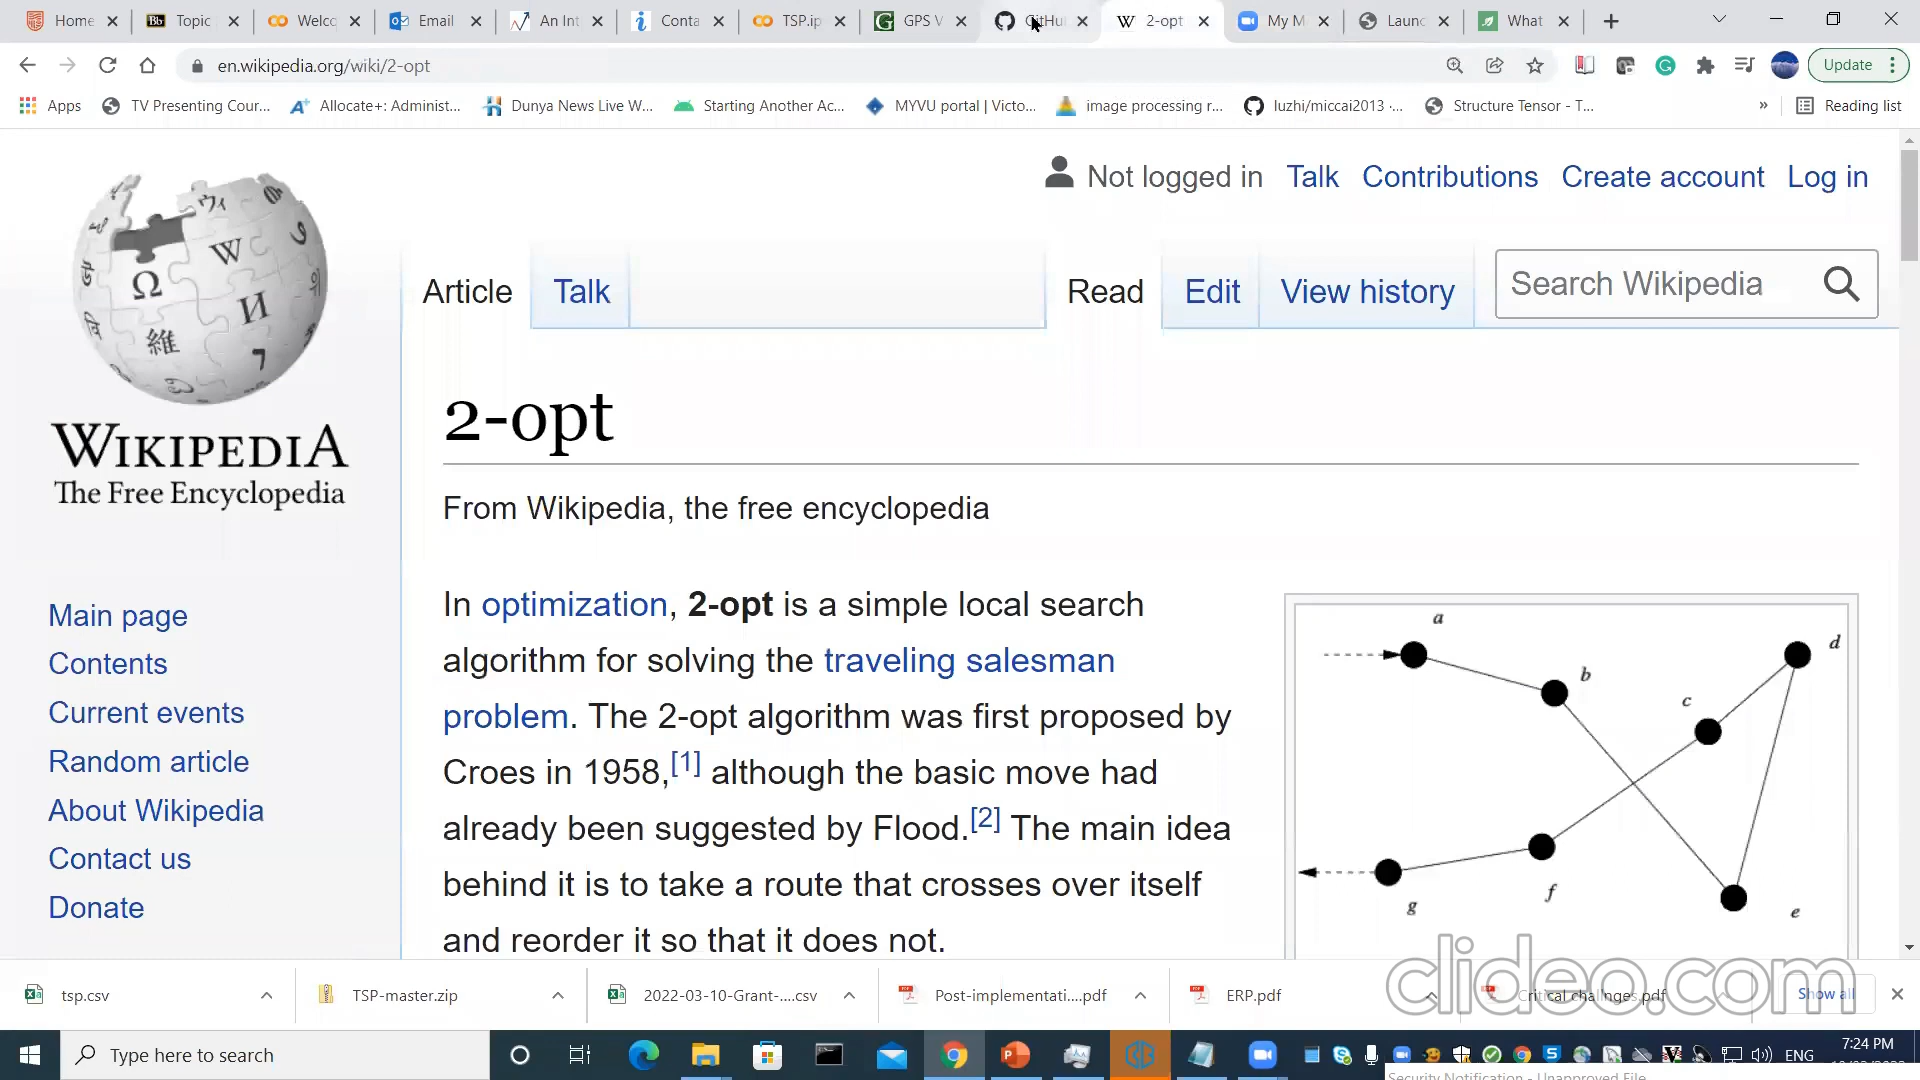 Home
Topic
Welco
Email
An Int
Conta
TSP.ip
GPS V
GitHu
2-opt
My M
Launc
What
en.wikipedia.org/wiki/2-opt
Update
Apps
TV Presenting Cour...
Allocate+: Administ...
Dunya News Live W...
Starting Another Ac...
MYVU portal | Victo...
image processing r...
luzhi/miccai2013 ·...
Structure Tensor - T...
»
Reading list
Not logged in Talk Contributions Create account Log in
Article Talk Read Edit View history Search Wikipedia
WIKIPEDIA
The Free Encyclopedia
Main page
Contents
Current events
Random article
About Wikipedia
Contact us
Donate
2-opt
From Wikipedia, the free encyclopedia
In optimization, 2-opt is a simple local search
algorithm for solving the traveling salesman
problem. The 2-opt algorithm was first proposed by
Croes in 1958,[1] although the basic move had
already been suggested by Flood.[2] The main idea
behind it is to take a route that crosses over itself
and reorder it so that it does not.
a
b
c
d
e
f
g
clideo.com
tsp.csv
TSP-master.zip
2022-03-10-Grant-....csv
Post-implementati....pdf
ERP.pdf
Critical challnges.pdf
Show all
Type here to search
ENG
7:24 PM
Security Notification - Unapproved File